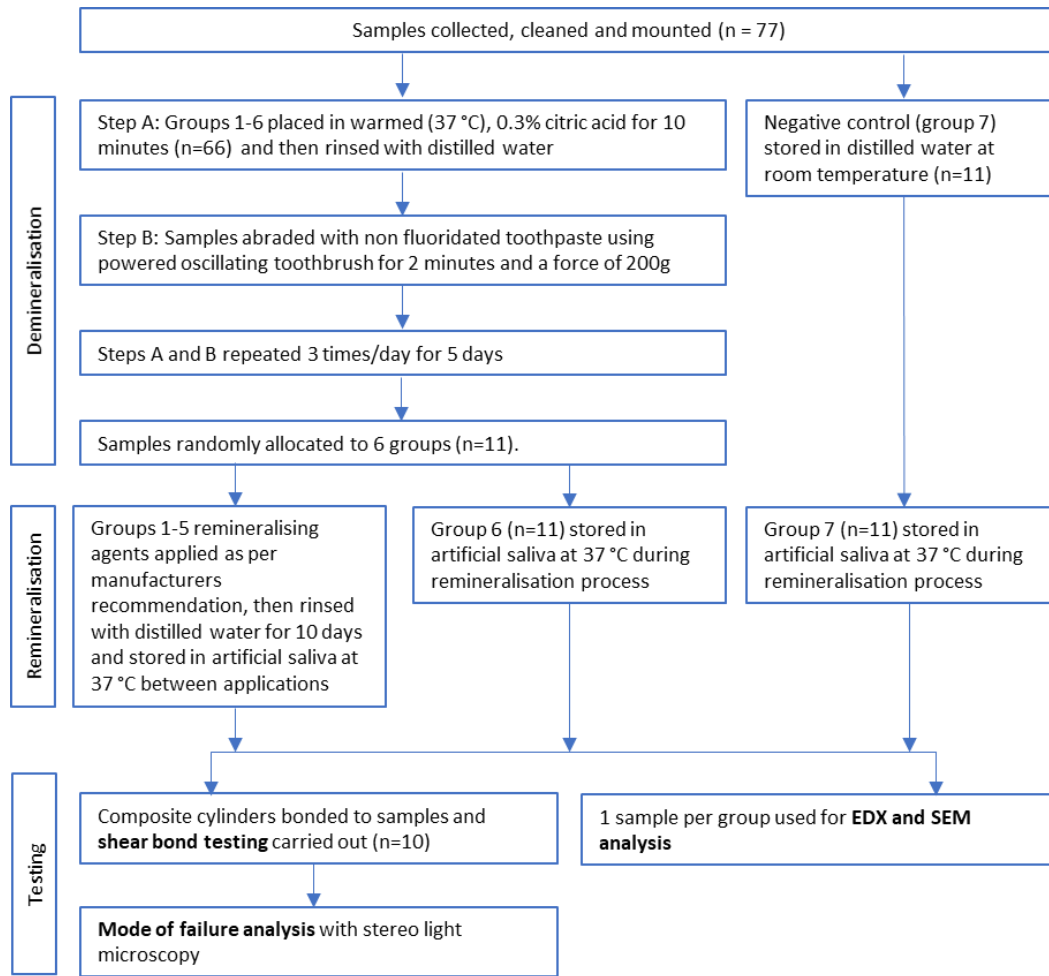 Samples collected, cleaned and mounted (n = 77)
Demineralisation
Step A: Groups 1-6 placed in warmed (37 °C), 0.3% citric acid for 10
minutes (n=66) and then rinsed with distilled water
Negative control (group 7)
stored in distilled water at
room temperature (n=11)
Step B: Samples abraded with non fluoridated toothpaste using
powered oscillating toothbrush for 2 minutes and a force of 200g
Steps A and B repeated 3 times/day for 5 days
Samples randomly allocated to 6 groups (n=11).
Remineralisation
Groups 1-5 remineralising
agents applied as per
manufacturers
recommendation, then rinsed
with distilled water for 10 days
and stored in artificial saliva at
37 °C between applications
Group 6 (n=11) stored in
artificial saliva at 37 °C during
remineralisation process
Group 7 (n=11) stored in
artificial saliva at 37 °C during
remineralisation process
Testing
Composite cylinders bonded to samples and
shear bond testing carried out (n=10)
1 sample per group used for EDX and SEM
analysis
Mode of failure analysis with stereo light
microscopy